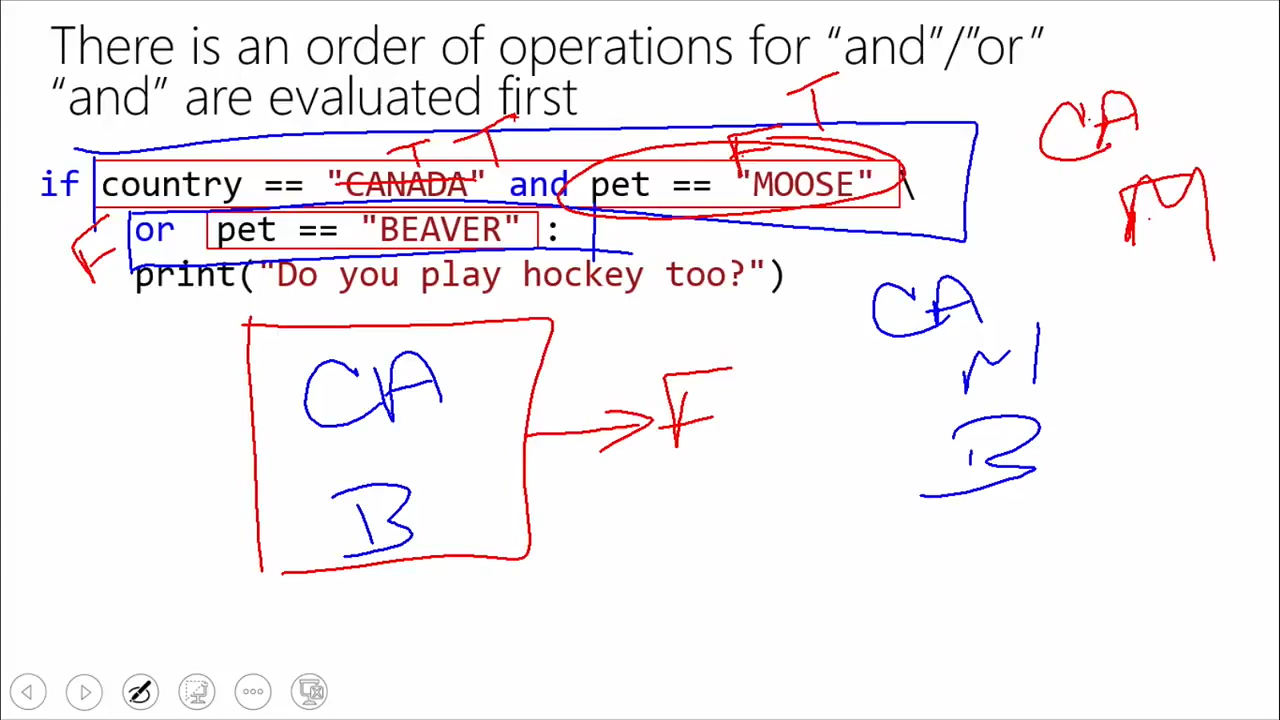 There is an order of operations for “and”/”or”
“and” are evaluated first
T
T T F
CA
if country == "CANADA" and pet == "MOOSE" \
M
F or pet == "BEAVER" :
print("Do you play hockey too?")
CA
CA
M
F
B
B